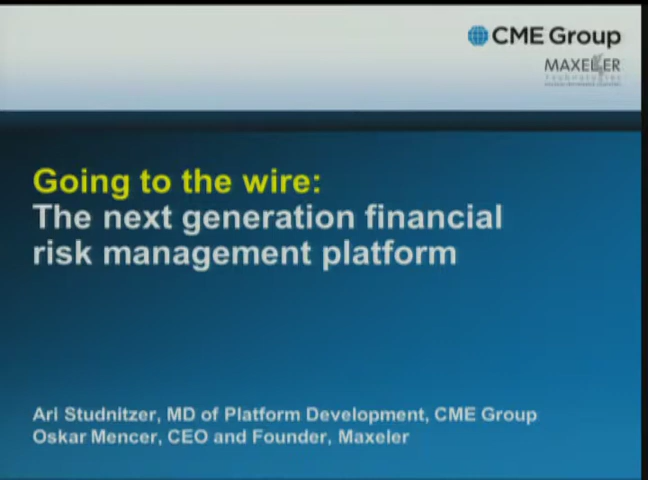 CME Group
MAXELER
Technologies
Going to the wire:
The next generation financial
risk management platform
Ari Studnitzer, MD of Platform Development, CME Group
Oskar Mencer, CEO and Founder, Maxeler